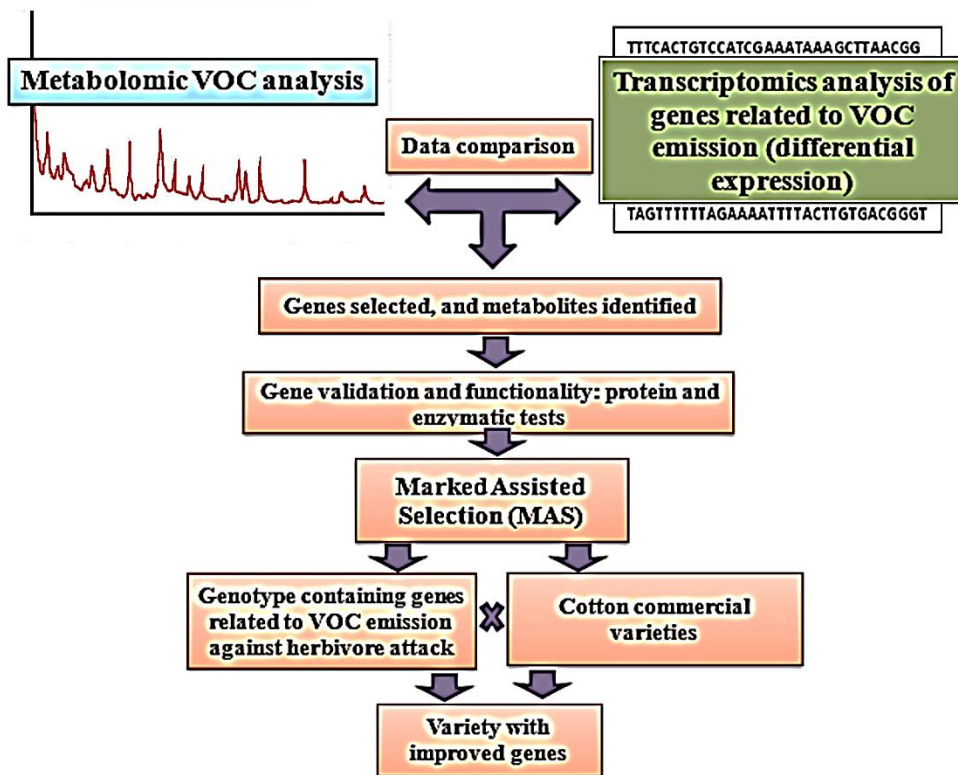 Metabolomic VOC analysis
TTTCACTGTCCATCGAAATAAAGCTTAACGG
Transcriptomics analysis of
genes related to VOC
emission (differential
expression)
TAGTTTTTTAGAAAATTTTACTTGTGACGGGT
Data comparison
Genes selected, and metabolites identified
Gene validation and functionality: protein and
enzymatic tests
Marked Assisted
Selection (MAS)
Genotype containing genes
related to VOC emission
against herbivore attack
Cotton commercial
varieties
Variety with
improved genes